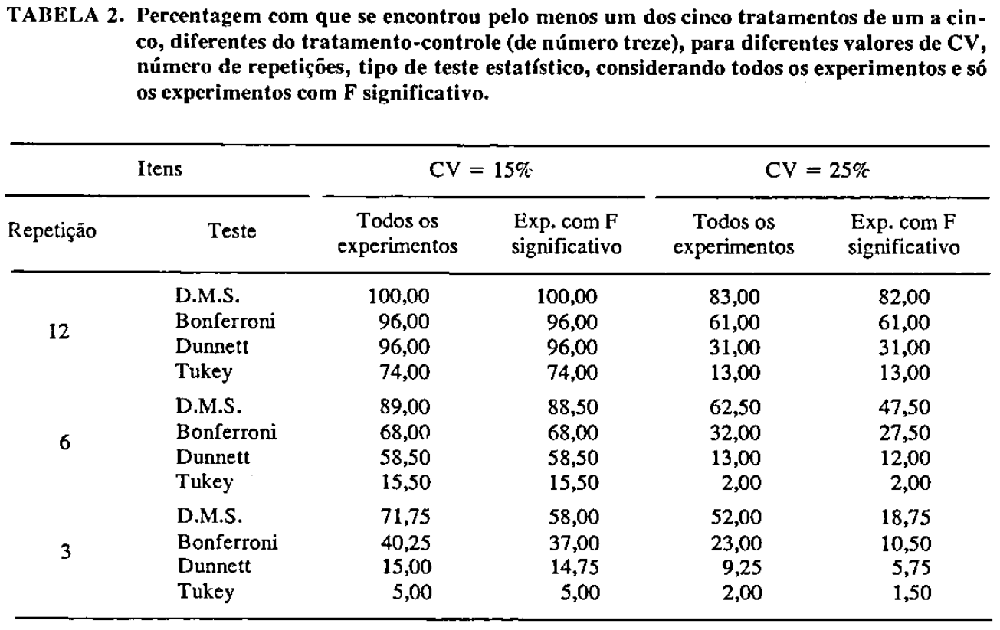 TABELA 2. Percentagem com que se encontrou pelo menos um dos cinco tratamentos de um a cin-
co, diferentes do tratamento-controle (de número treze), para diferentes valores de CV,
número de repetições, tipo de teste estatístico, considerando todos os experimentos e só
os experimentos com F significativo.
Itens CV = 15% CV = 25%
Repetição Teste Todos os experimentos Exp. com F significativo Todos os experimentos Exp. com F significativo
D.M.S. 100,00 100,00 83,00 82,00
12 Bonferroni 96,00 96,00 61,00 61,00
Dunnett 96,00 96,00 31,00 31,00
Tukey 74,00 74,00 13,00 13,00
D.M.S. 89,00 88,50 62,50 47,50
6 Bonferroni 68,00 68,00 32,00 27,50
Dunnett 58,50 58,50 13,00 12,00
Tukey 15,50 15,50 2,00 2,00
D.M.S. 71,75 58,00 52,00 18,75
3 Bonferroni 40,25 37,00 23,00 10,50
Dunnett 15,00 14,75 9,25 5,75
Tukey 5,00 5,00 2,00 1,50